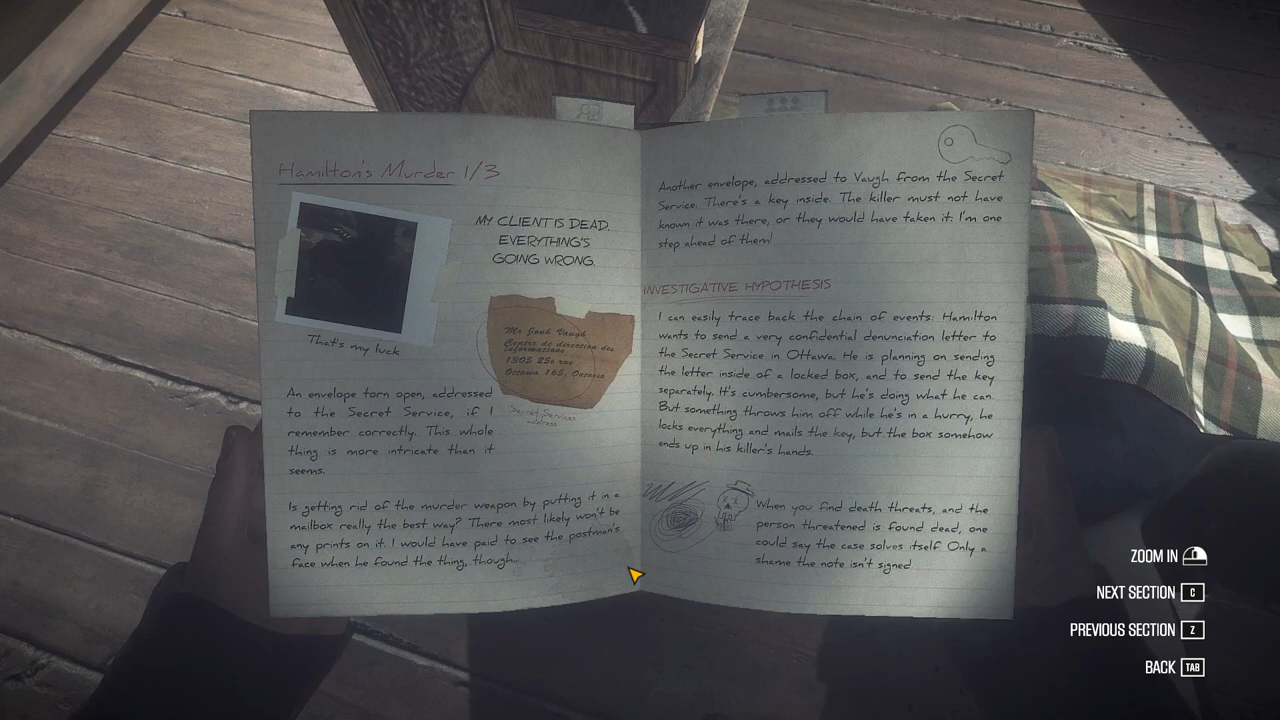 Hamilton's Murder 1/3
MY CLIENT IS DEAD.
EVERYTHING'S
GOING WRONG.
That's my luck
Mr Jonh Vaugh
Centre de direction des
Informations
1305 25e rue
Ottawa 165, Ontario
Secret Services
address
An envelope torn open, addressed
to the Secret Service, if I
remember correctly. This whole
thing is more intricate than it
seems.
Is getting rid of the murder weapon by putting it in a
mailbox really the best way? There most likely won't be
any prints on it. I would have paid to see the postman's
face when he found the thing, though...
Another envelope, addressed to Vaugh from the Secret
Service. There's a key inside. The killer must not have
known it was there, or they would have taken it: I'm one
step ahead of them!
INVESTIGATIVE HYPOTHESIS
I can easily trace back the chain of events: Hamilton
wants to send a very confidential denunciation letter to
the Secret Service in Ottawa. He is planning on sending
the letter inside of a locked box, and to send the key
separately. It's cumbersome, but he's doing what he can.
But something throws him off while he's in a hurry, he
locks everything and mails the key, but the box somehow
ends up in his killer's hands.
When you find death threats, and the
person threatened is found dead, one
could say the case solves itself. Only a
shame the note isn't signed
ZOOM IN
NEXT SECTION C
PREVIOUS SECTION Z
BACK TAB